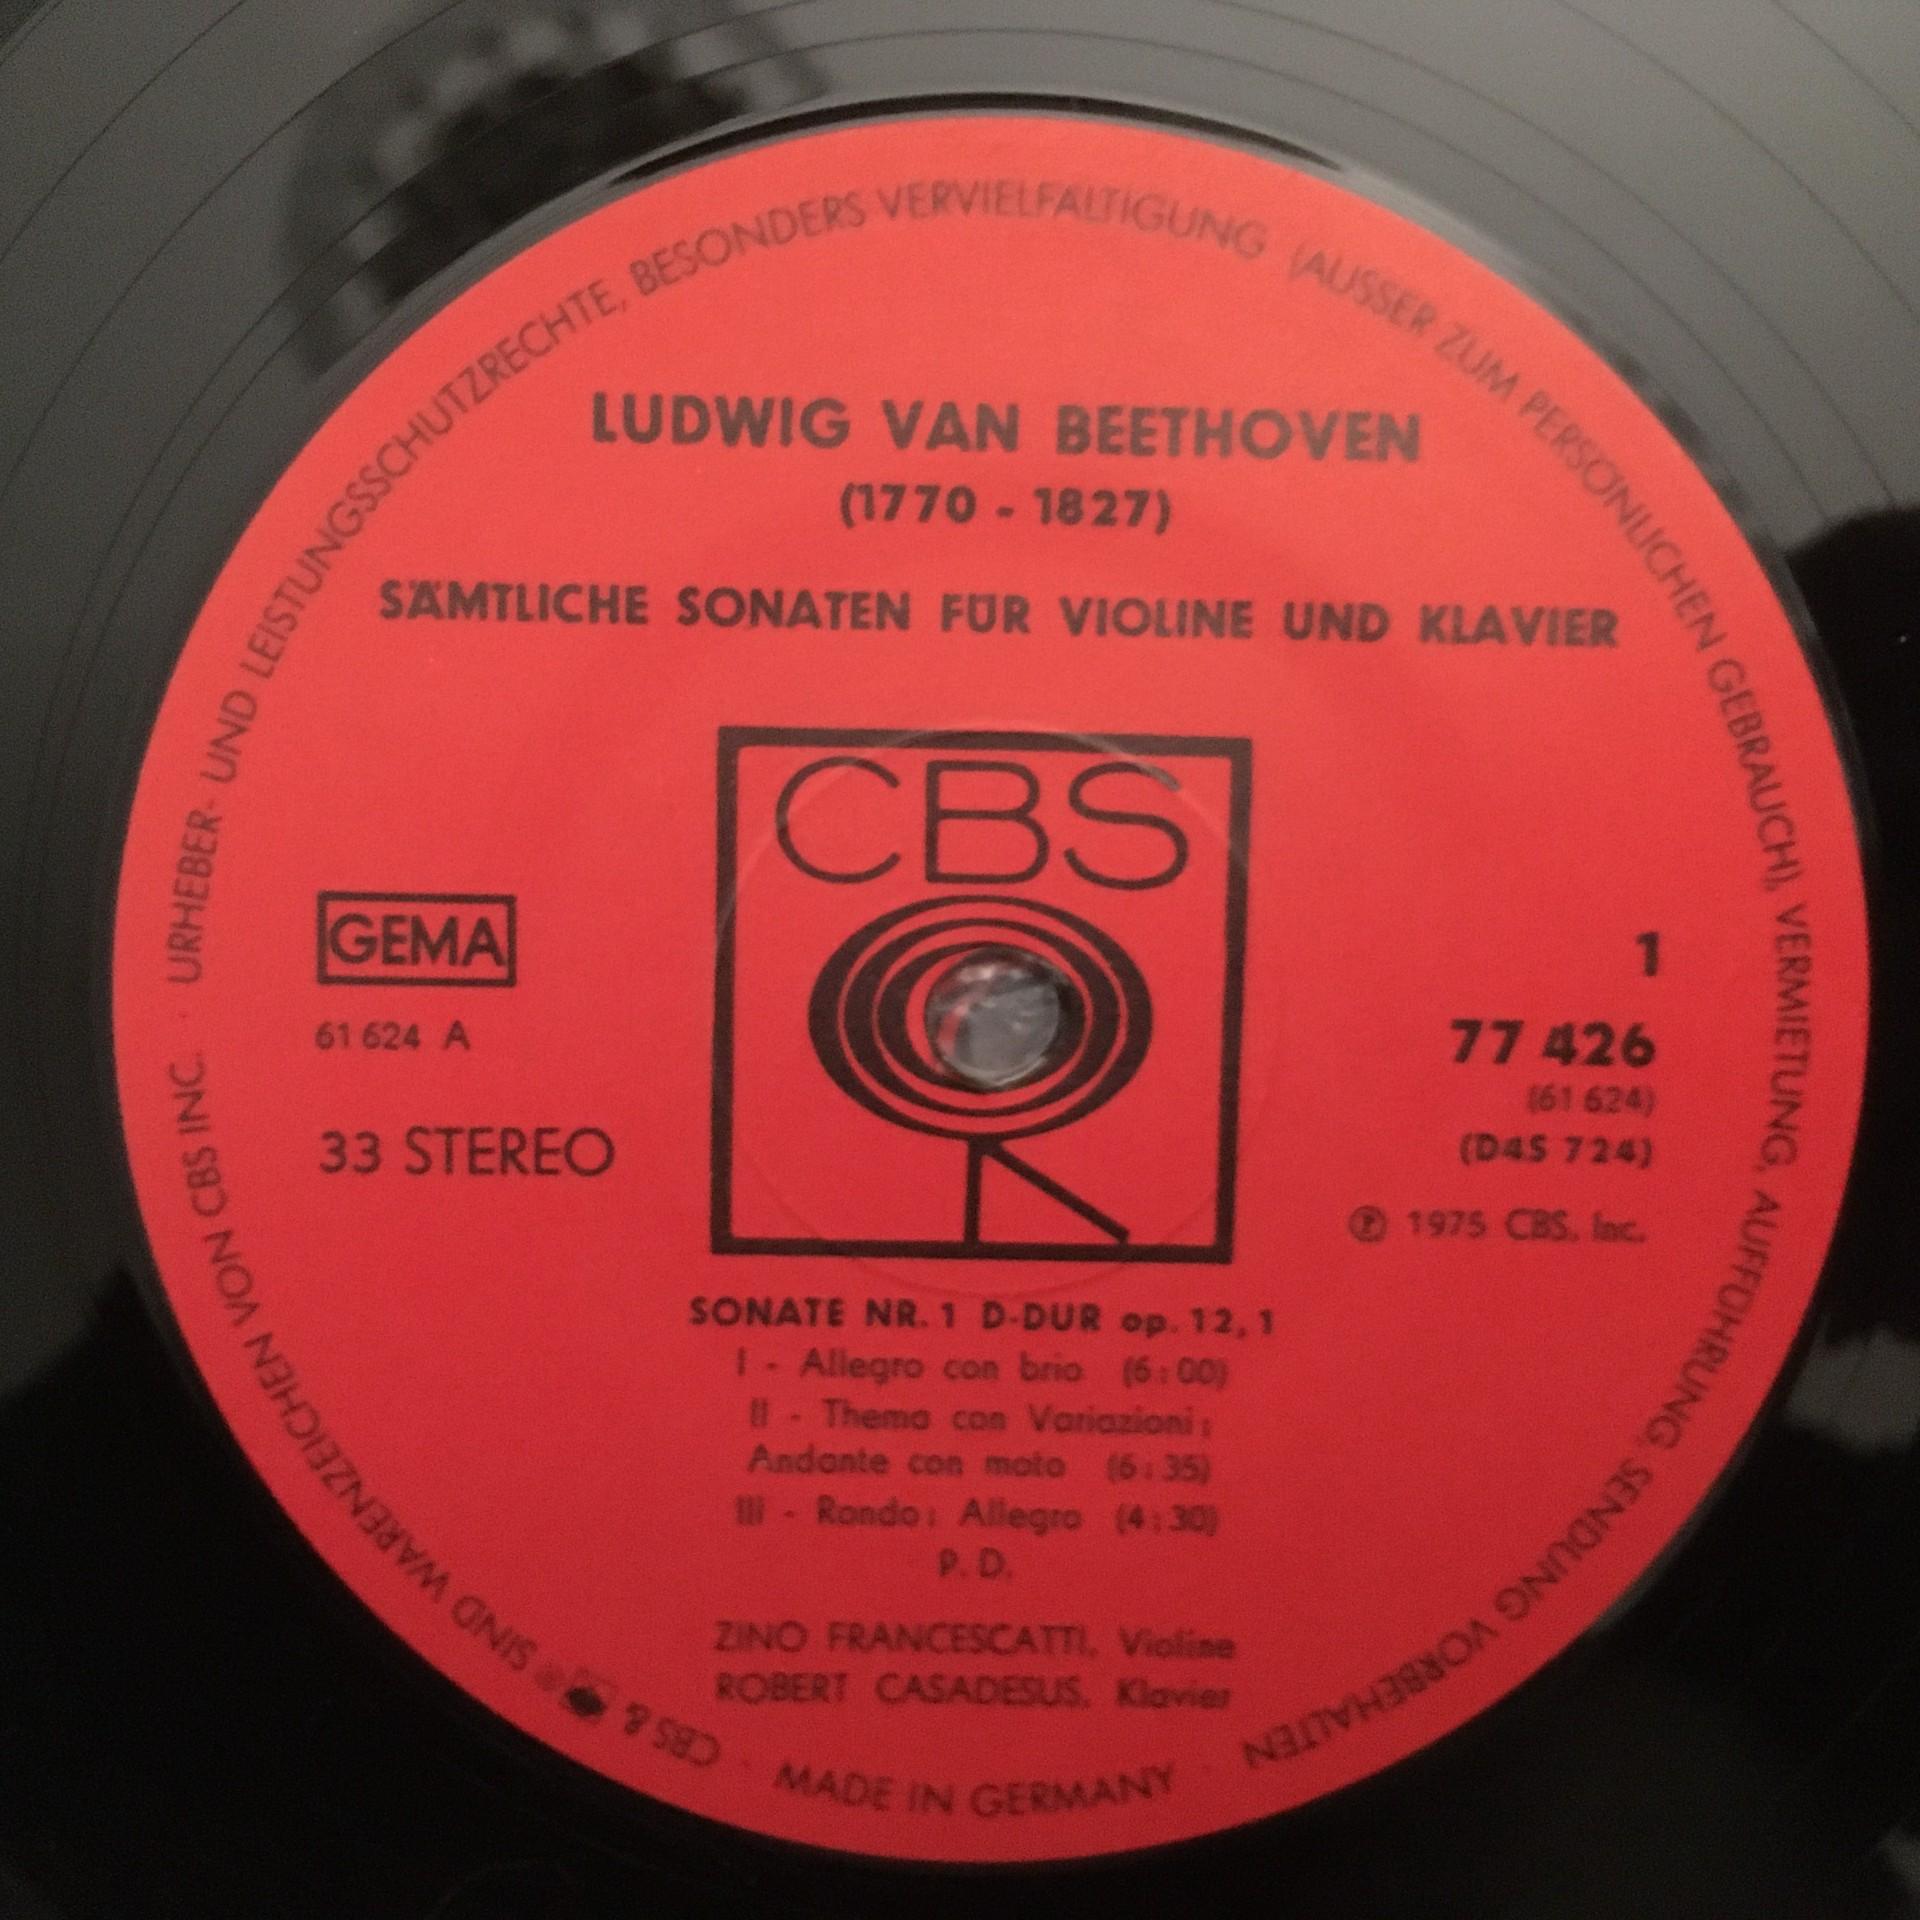 URHEBER- UND LEISTUNGSSCHUTZRECHTE, BESONDERS VERVIELFÄLTIGUNG (AUSSER ZUM PERSÖNLICHEN GEBRAUCH), VERMIETUNG, AUFFÜHRUNG, SENDUNG VORBEHALTEN
LUDWIG VAN BEETHOVEN
(1770 - 1827)
SÄMTLICHE SONATEN FÜR VIOLINE UND KLAVIER
CBS
GEMA
61 624 A
33 STEREO
1
77 426
(61 624)
(D4S 724)
℗ 1975 CBS, Inc.
SONATE NR. 1 D-DUR op. 12, 1
I - Allegro con brio (6:00)
II - Thema con Variazioni:
Andante con moto (6:35)
III - Rondo: Allegro (4:30)
P. D.
ZINO FRANCESCATTI, Violine
ROBERT CASADESUS, Klavier
CBS & ® SIND WARENZEICHEN VON CBS INC.
MADE IN GERMANY